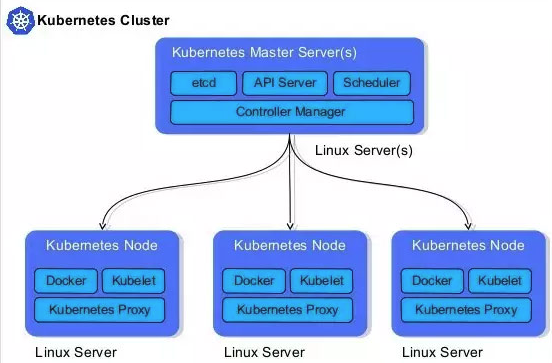 Kubernetes Cluster
Kubernetes Master Server(s)
etcd API Server Scheduler
Controller Manager
Linux Server(s)
Kubernetes Node Kubernetes Node Kubernetes Node
Docker Kubelet Docker Kubelet Docker Kubelet
Kubernetes Proxy Kubernetes Proxy Kubernetes Proxy
Linux Server Linux Server Linux Server